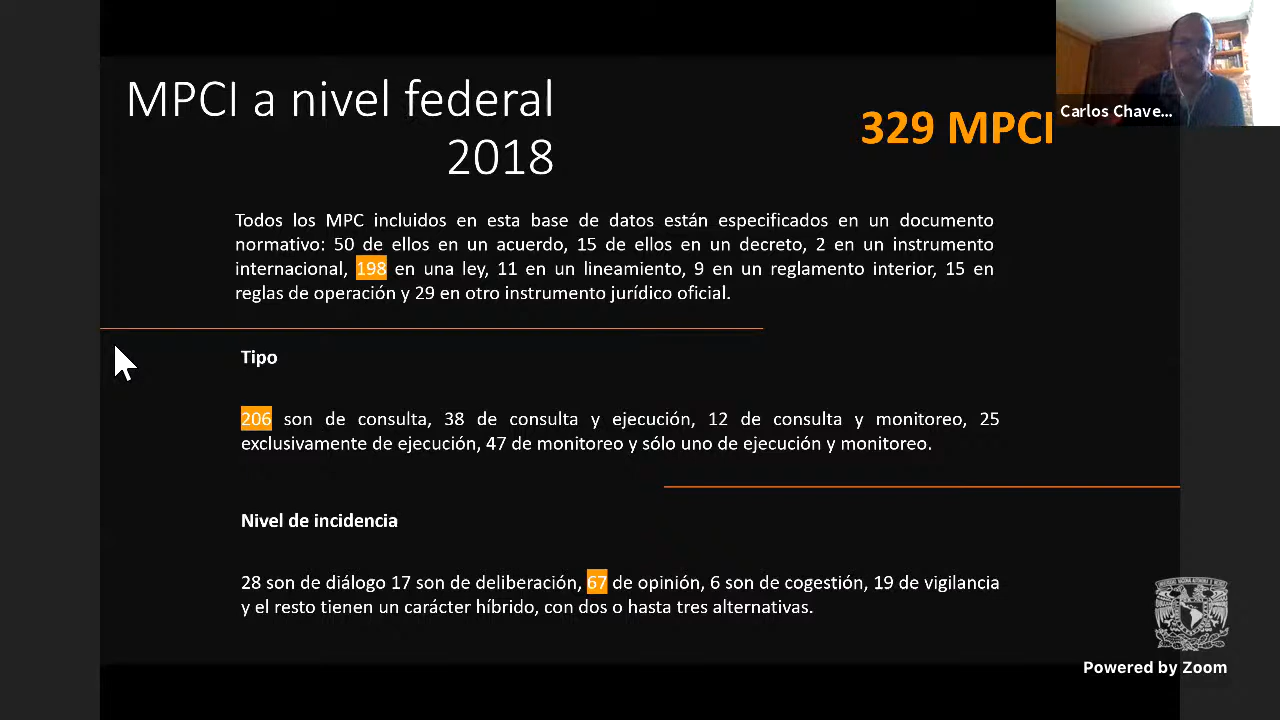 MPCI a nivel federal
2018
329 MPCI
Carlos Chave...
Todos los MPC incluidos en esta base de datos están especificados en un documento
normativo: 50 de ellos en un acuerdo, 15 de ellos en un decreto, 2 en un instrumento
internacional, 198 en una ley, 11 en un lineamiento, 9 en un reglamento interior, 15 en
reglas de operación y 29 en otro instrumento jurídico oficial.
Tipo
206 son de consulta, 38 de consulta y ejecución, 12 de consulta y monitoreo, 25
exclusivamente de ejecución, 47 de monitoreo y sólo uno de ejecución y monitoreo.
Nivel de incidencia
28 son de diálogo 17 son de deliberación, 67 de opinión, 6 son de cogestión, 19 de vigilancia
y el resto tienen un carácter híbrido, con dos o hasta tres alternativas.
Powered by Zoom